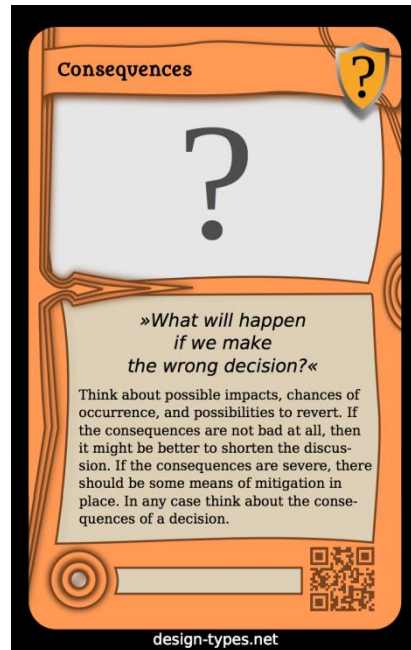 Consequences
?
?
»What will happen
if we make
the wrong decision?«
Think about possible impacts, chances of
occurrence, and possibilities to revert. If
the consequences are not bad at all, then
it might be better to shorten the discus-
sion. If the consequences are severe, there
should be some means of mitigation in
place. In any case think about the conse-
quences of a decision.
design-types.net